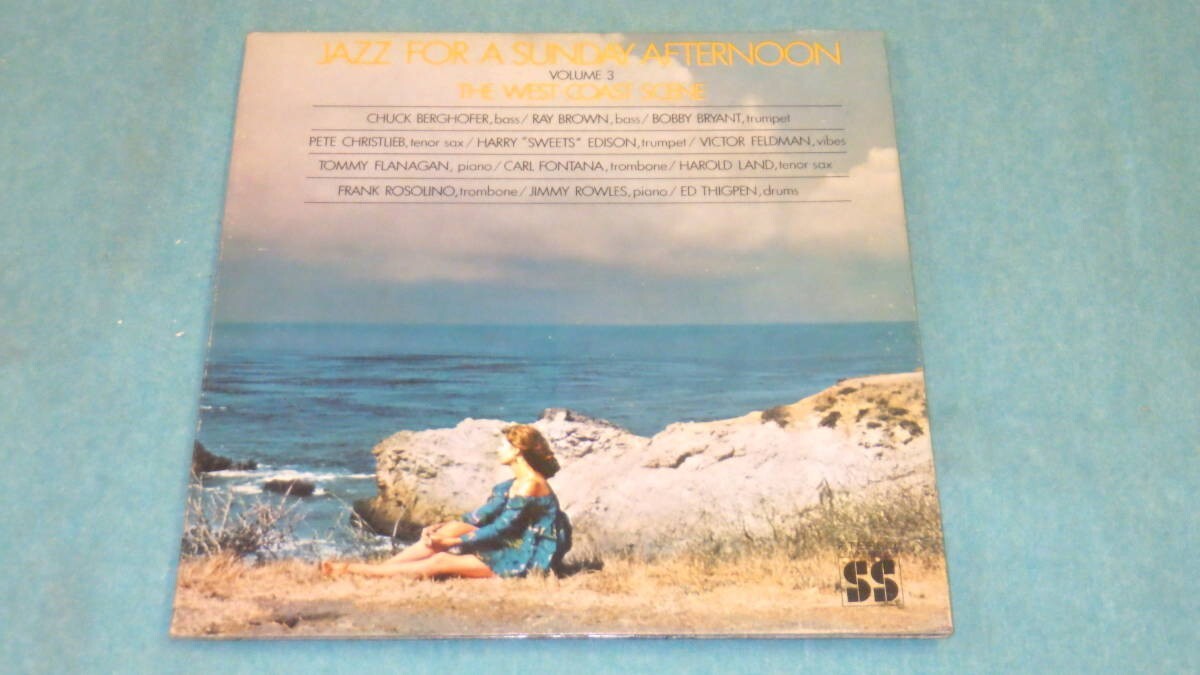 JAZZ FOR A SUNDAY AFTERNOON
VOLUME 3
THE WEST COAST SCENE
CHUCK BERGHOFER, bass / RAY BROWN, bass / BOBBY BRYANT, trumpet
PETE CHRISTLIEB, tenor sax / HARRY "SWEETS" EDISON, trumpet / VICTOR FELDMAN, vibes
TOMMY FLANAGAN, piano / CARL FONTANA, trombone / HAROLD LAND, tenor sax
FRANK ROSOLINO, trombone / JIMMY ROWLES, piano / ED THIGPEN, drums
SS